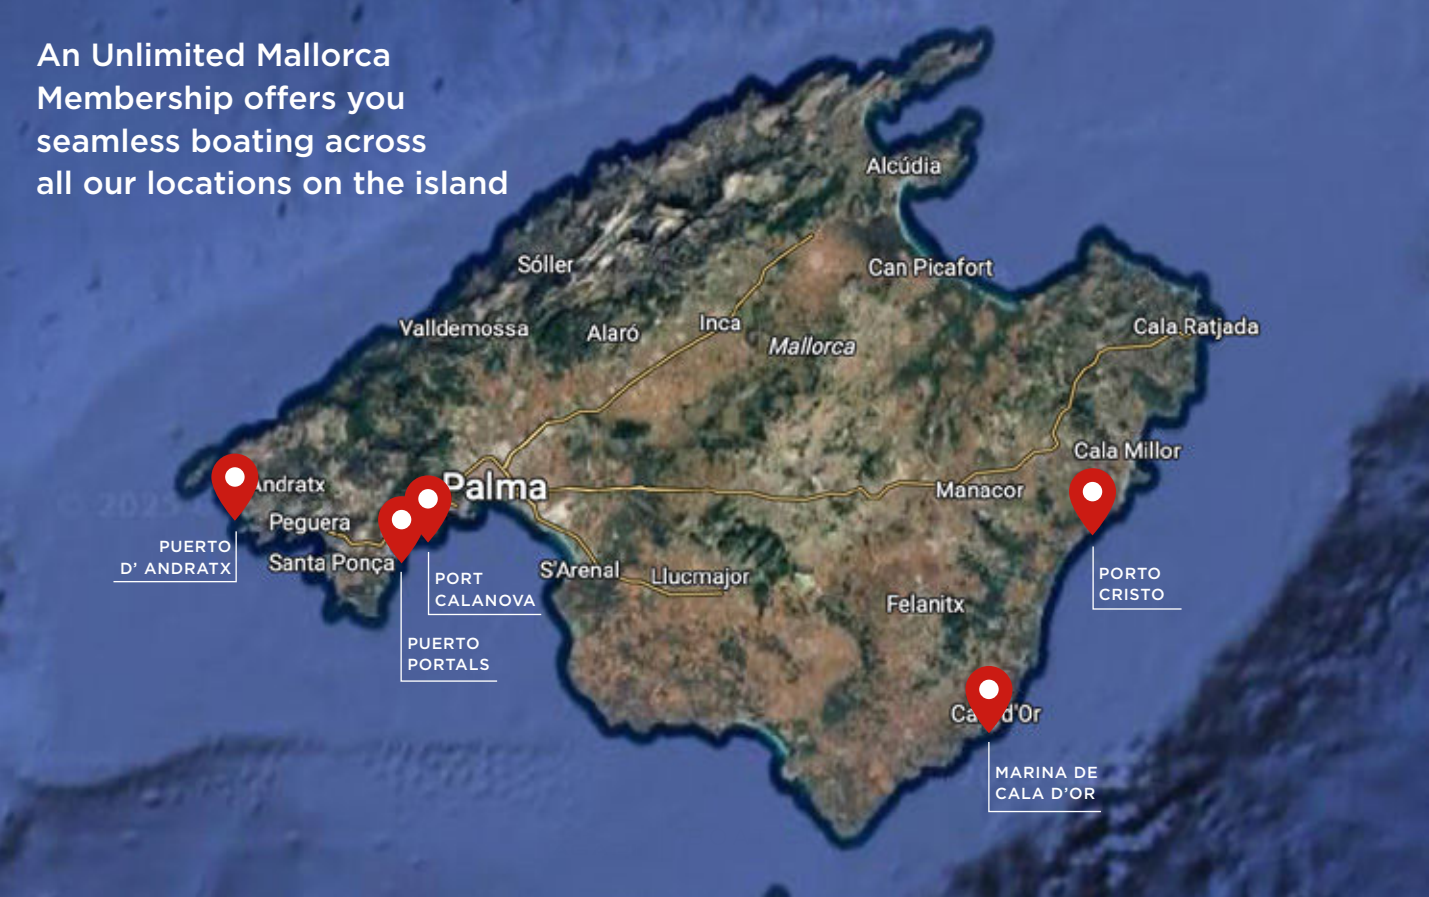 An Unlimited Mallorca
Membership offers you
seamless boating across
all our locations on the island
Alcúdia
Sóller
Can Picafort
Valldemossa
Alaró
Inca
Mallorca
Cala Ratjada
Cala Millor
Andratx
Palma
Manacor
Peguera
Santa Ponça
S'Arenal
Llucmajor
Felanitx
PUERTO
D' ANDRATX
PORT
CALANOVA
PUERTO
PORTALS
PORTO
CRISTO
d'Or
MARINA DE
CALA D'OR